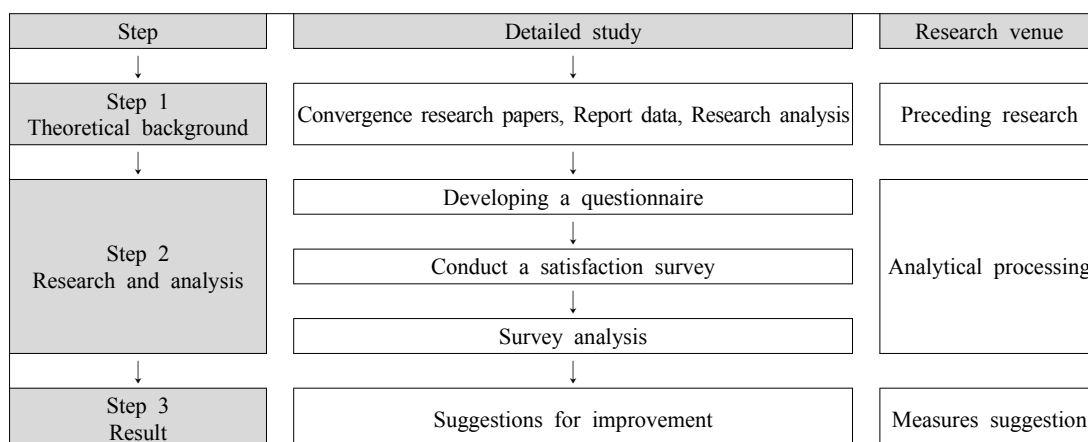 Step
Detailed study
Research venue
Step 1
Theoretical background
Convergence research papers, Report data, Research analysis
Preceding research
Step 2
Research and analysis
Developing a questionnaire
Conduct a satisfaction survey
Survey analysis
Analytical processing
Step 3
Result
Suggestions for improvement
Measures suggestion